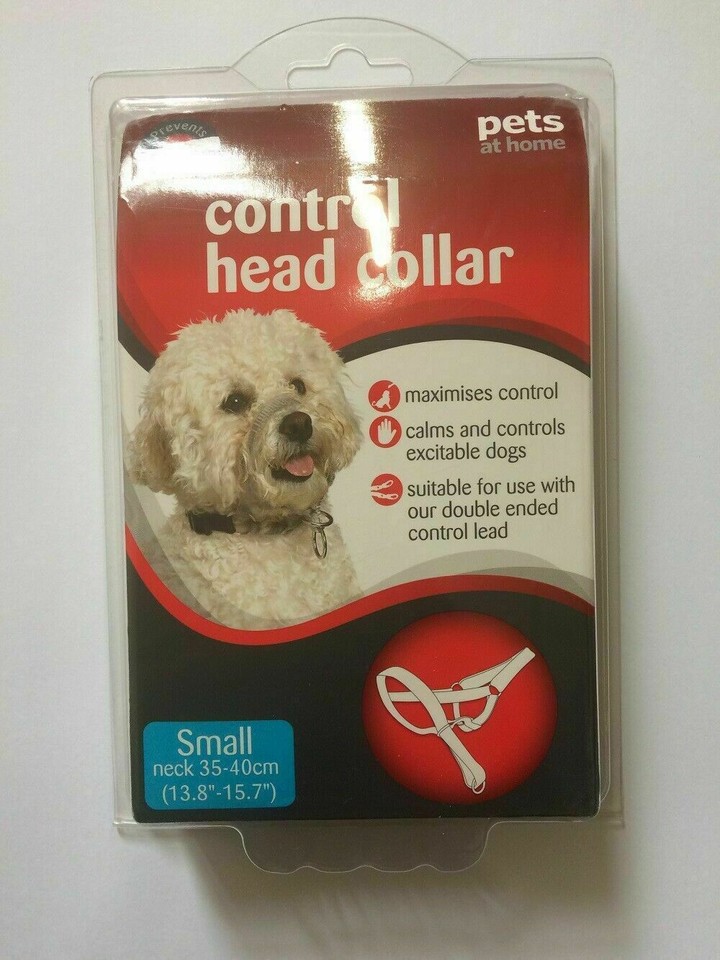 Prevents
pets
at home
control
head collar
maximises control
calms and controls
excitable dogs
suitable for use with
our double ended
control lead
Small
neck 35-40cm
(13.8"-15.7")